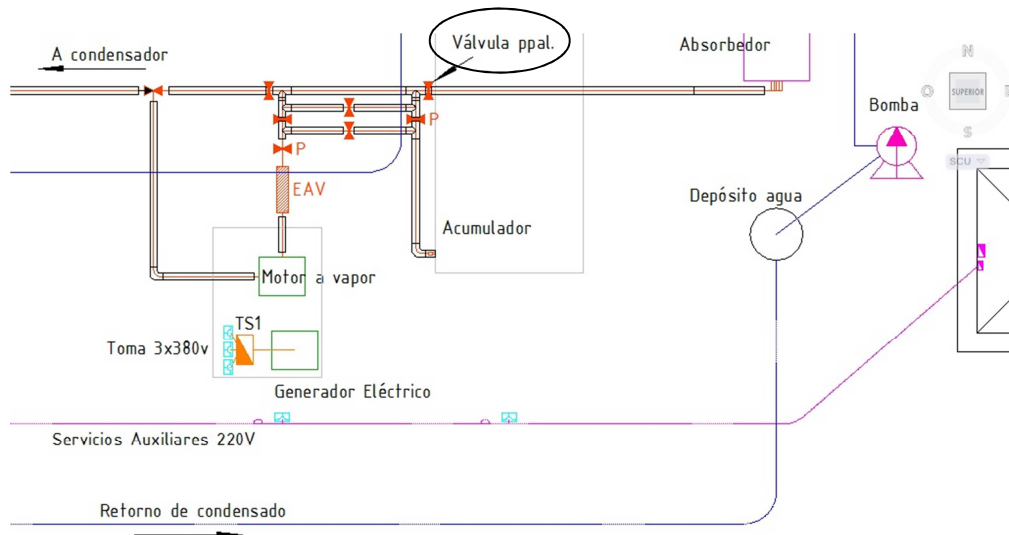 A condensador
Válvula ppal.
Absorbedor
N
O
SUPERIOR
S
SCU
Bomba
P
P
EAV
Depósito agua
Acumulador
Motor a vapor
TS1
Toma 3x380v
Generador Eléctrico
Servicios Auxiliares 220V
Retorno de condensado